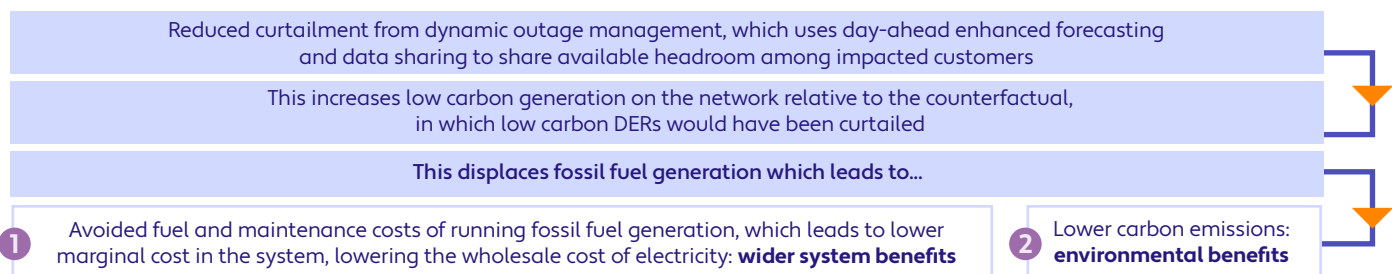 Reduced curtailment from dynamic outage management, which uses day-ahead enhanced forecasting
and data sharing to share available headroom among impacted customers
This increases low carbon generation on the network relative to the counterfactual,
in which low carbon DERs would have been curtailed
This displaces fossil fuel generation which leads to...
1
Avoided fuel and maintenance costs of running fossil fuel generation, which leads to lower
marginal cost in the system, lowering the wholesale cost of electricity: wider system benefits
2
Lower carbon emissions:
environmental benefits